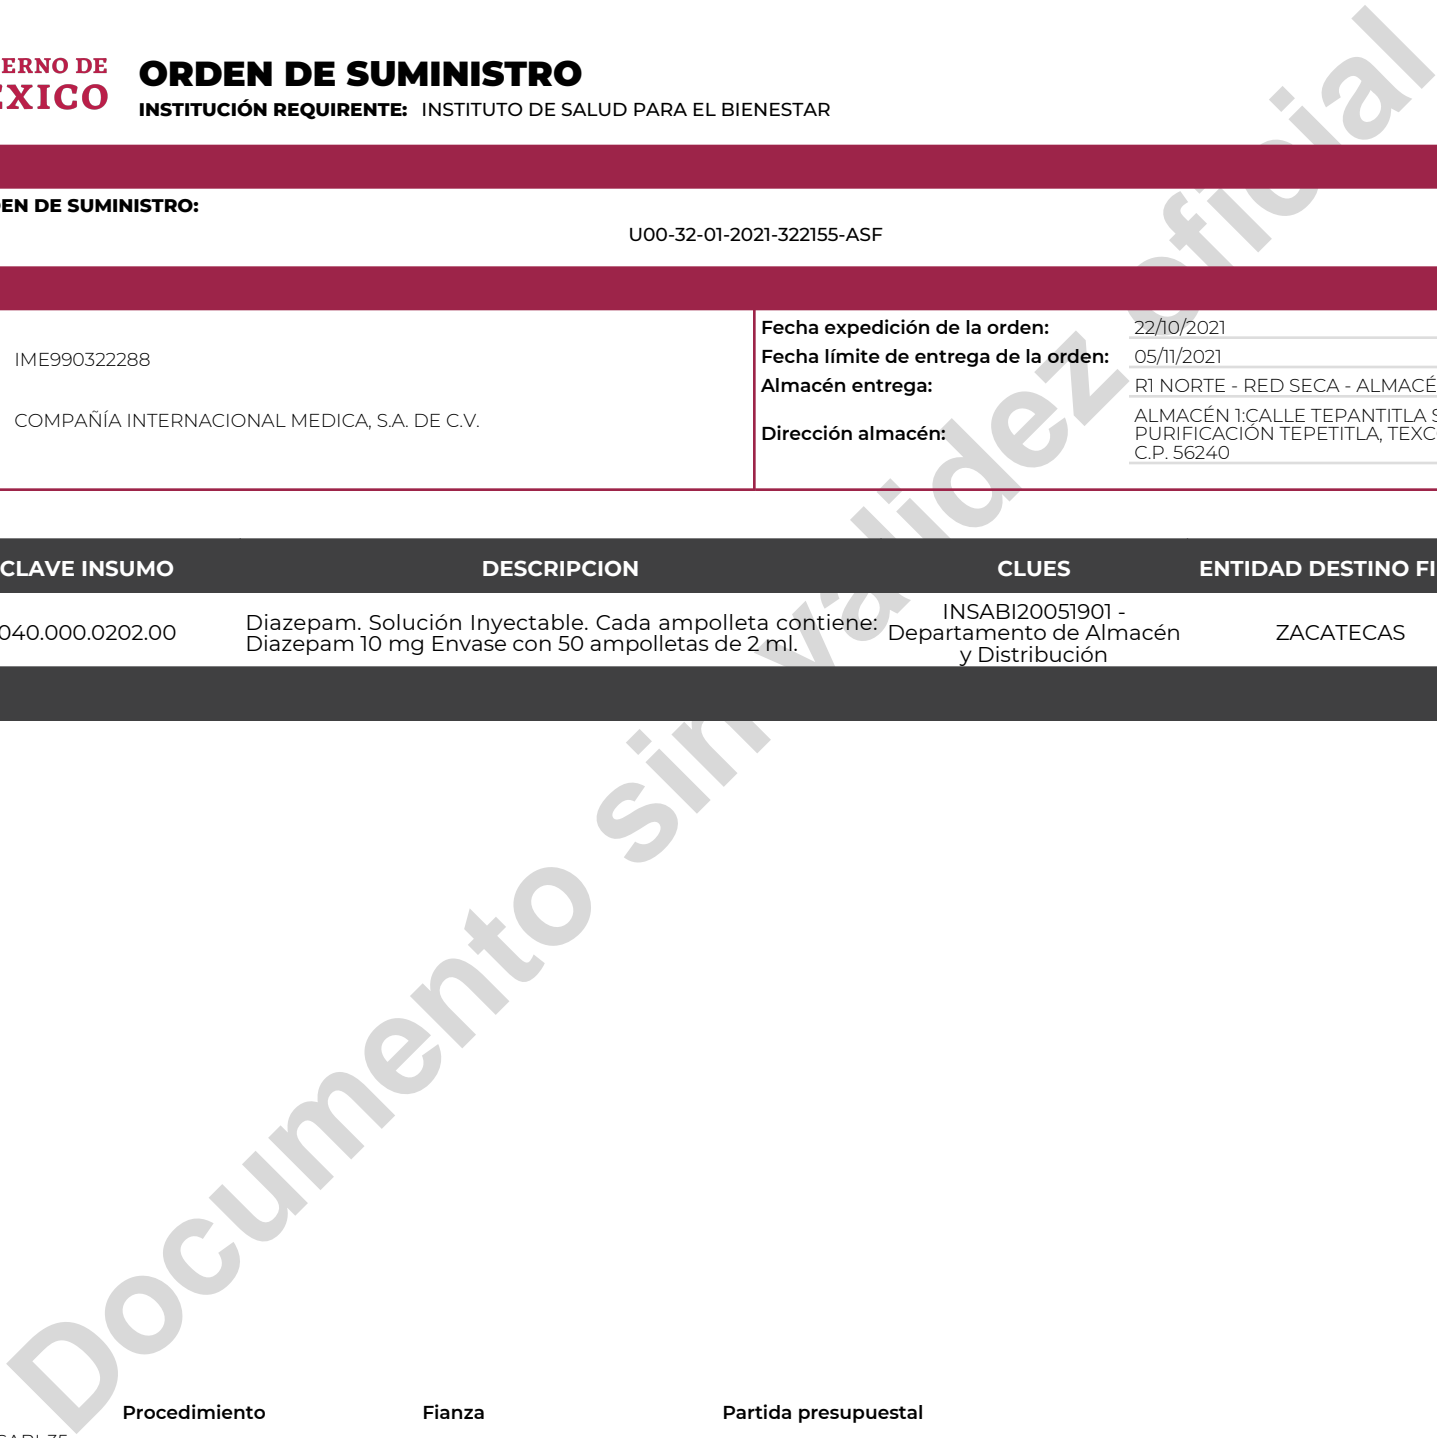 ERNO DE
EXICO
ORDEN DE SUMINISTRO
INSTITUCIÓN REQUIRENTE: INSTITUTO DE SALUD PARA EL BIENESTAR
EN DE SUMINISTRO:
U00-32-01-2021-322155-ASF
IME990322288
COMPAÑÍA INTERNACIONAL MEDICA, S.A. DE C.V.
Fecha expedición de la orden: 22/10/2021
Fecha límite de entrega de la orden: 05/11/2021
Almacén entrega: R1 NORTE - RED SECA - ALMACÉ
Dirección almacén: ALMACÉN 1:CALLE TEPANTITLA S
PURIFICACIÓN TEPETITLA, TEXC
C.P. 56240
CLAVE INSUMO DESCRIPCION CLUES ENTIDAD DESTINO FI
040.000.0202.00
Diazepam. Solución Inyectable. Cada ampolleta contiene:
Diazepam 10 mg Envase con 50 ampolletas de 2 ml.
INSABI20051901 -
Departamento de Almacén
y Distribución
ZACATECAS
Documento sin validez oficial
Procedimiento Fianza Partida presupuestal